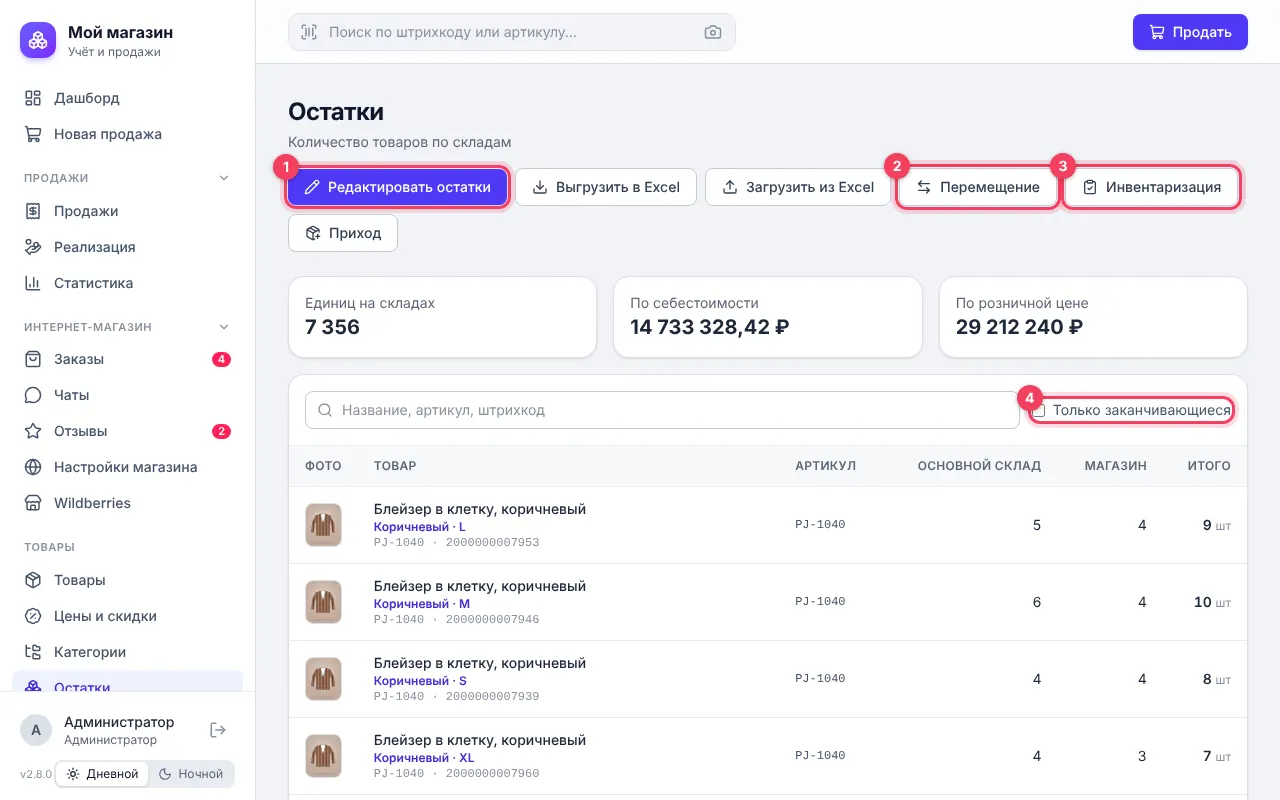 Мой магазин
Учёт и продажи
Поиск по штрихкоду или артикулу...
Продать
Дашборд
Новая продажа
ПРОДАЖИ
Продажи
Реализация
Статистика
ИНТЕРНЕТ-МАГАЗИН
Заказы 4
Чаты
Отзывы 2
Настройки магазина
Wildberries
ТОВАРЫ
Товары
Цены и скидки
Категории
Остатки
А Администратор
Администратор
v2.8.0 Дневной Ночной
Остатки
Количество товаров по складам
1 Редактировать остатки
Выгрузить в Excel
Загрузить из Excel
2 Перемещение
3 Инвентаризация
Приход
Единиц на складах
7 356
По себестоимости
14 733 328,42 ₽
По розничной цене
29 212 240 ₽
Название, артикул, штрихкод
4 Только заканчивающиеся
ФОТО ТОВАР АРТИКУЛ ОСНОВНОЙ СКЛАД МАГАЗИН ИТОГО
Блейзер в клетку, коричневый
Коричневый · L
PJ-1040 · 2000000007953
PJ-1040 5 4 9 шт
Блейзер в клетку, коричневый
Коричневый · M
PJ-1040 · 2000000007946
PJ-1040 6 4 10 шт
Блейзер в клетку, коричневый
Коричневый · S
PJ-1040 · 2000000007939
PJ-1040 4 4 8 шт
Блейзер в клетку, коричневый
Коричневый · XL
PJ-1040 · 2000000007960
PJ-1040 4 3 7 шт